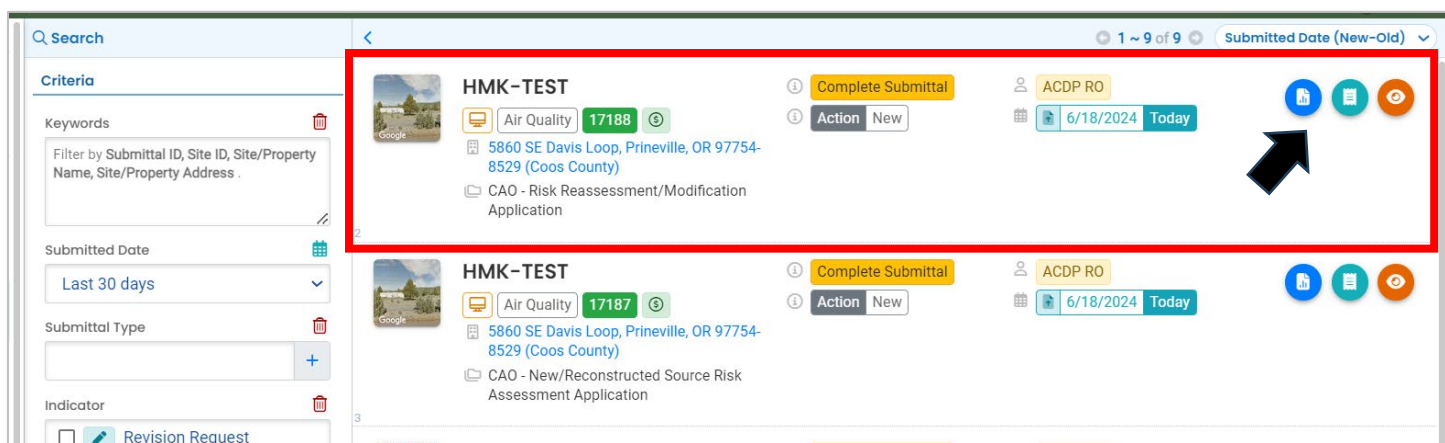 Search
1 ~ 9 of 9
Submitted Date (New-Old)
Criteria
Keywords
Filter by Submittal ID, Site ID, Site/Property
Name, Site/Property Address .
Submitted Date
Last 30 days
Submittal Type
+
Indicator
Revision Request
HMK-TEST
Air Quality 17188
5860 SE Davis Loop, Prineville, OR 97754-
8529 (Coos County)
CAO - Risk Reassessment/Modification
Application
Google
Complete Submittal
Action New
ACDP RO
6/18/2024 Today
2
HMK-TEST
Air Quality 17187
5860 SE Davis Loop, Prineville, OR 97754-
8529 (Coos County)
CAO - New/Reconstructed Source Risk
Assessment Application
Google
Complete Submittal
Action New
ACDP RO
6/18/2024 Today
3